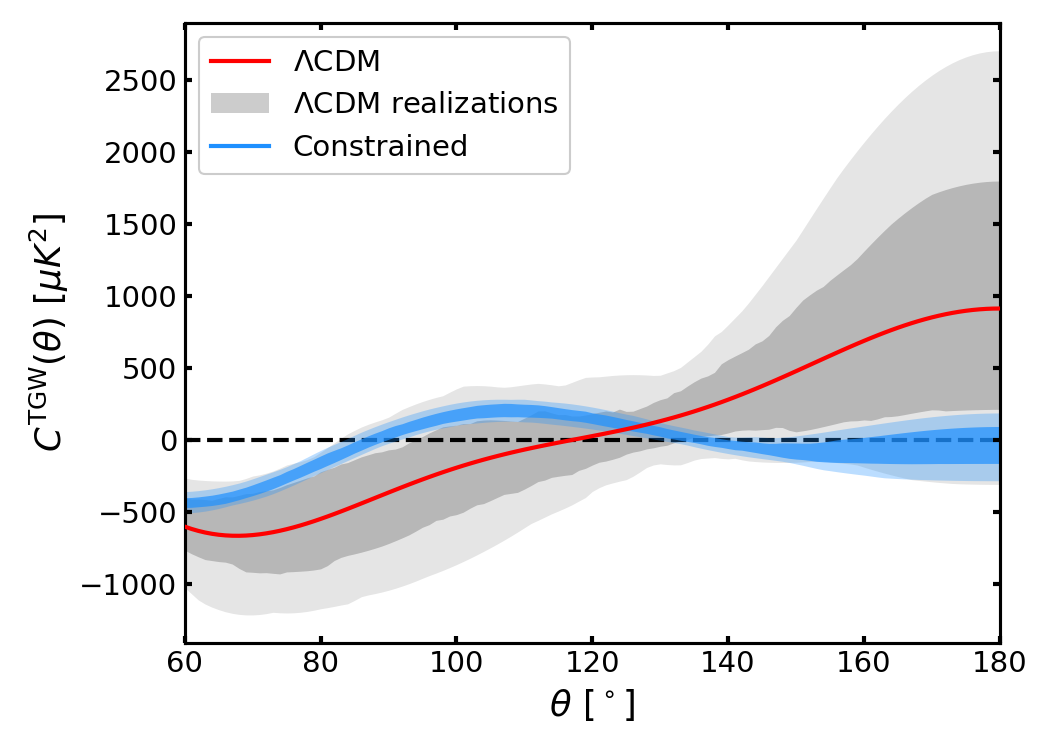 ΛCDM
ΛCDM realizations
Constrained
2500
2000
1500
1000
500
0
−500
−1000
C^TGW(θ) [μK²]
60 80 100 120 140 160 180
θ [°]